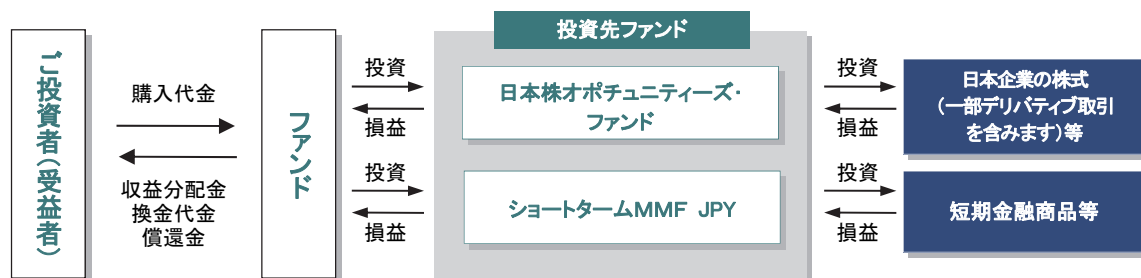 ご投資者(受益者)
購入代金
収益分配金
換金代金
償還金
ファンド
投資
損益
投資
損益
投資先ファンド
日本株オポチュニティーズ・
ファンド
ショートタームMMF JPY
投資
損益
投資
損益
日本企業の株式
(一部デリバティブ取引
を含みます)等
短期金融商品等